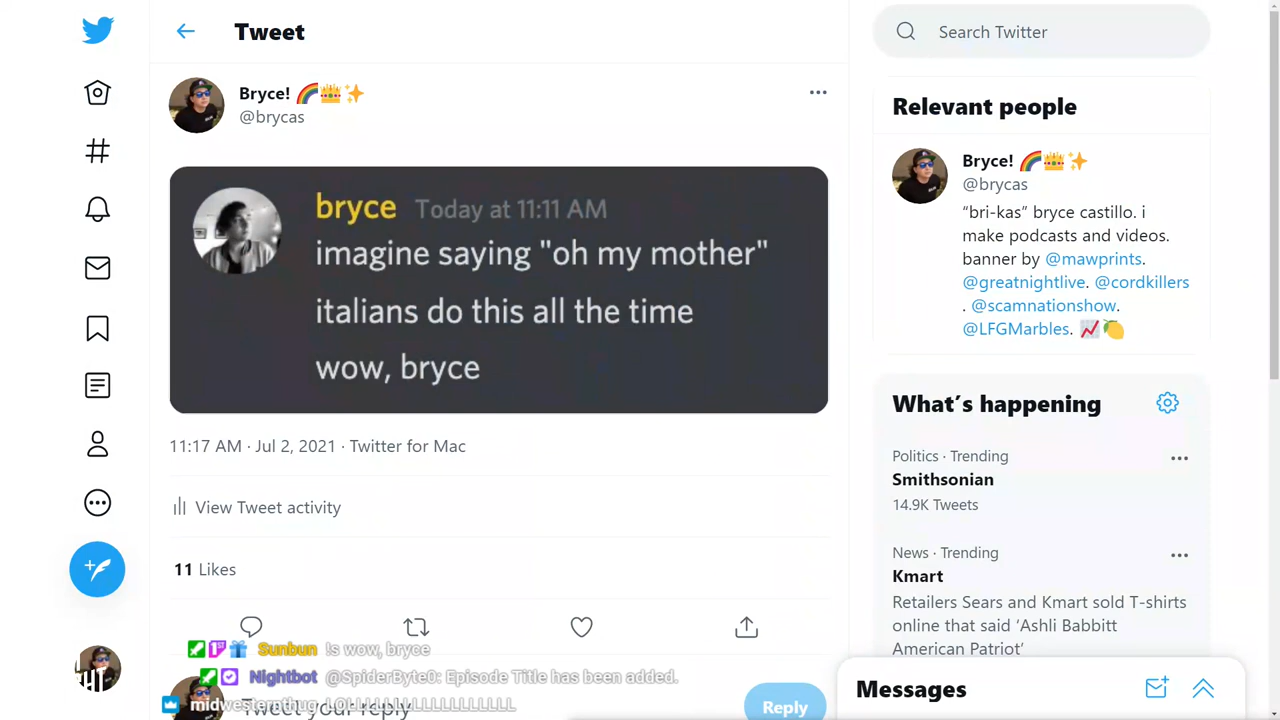 Tweet
Search Twitter
Bryce! 🌈👑✨
@brycas
bryce Today at 11:11 AM
imagine saying "oh my mother"
italians do this all the time
wow, bryce
11:17 AM · Jul 2, 2021 · Twitter for Mac
View Tweet activity
11 Likes
Sunbun !s wow, bryce
Nightbot @SpiderByte0: Episode Title has been added.
Tweet your reply
Reply
Relevant people
Bryce! 🌈👑✨
@brycas
“bri-kas” bryce castillo. i
make podcasts and videos.
banner by @mawprints.
@greatnightlive. @cordkillers
. @scamnationshow.
@LFGMarbles. 📈🍋
What’s happening
Politics · Trending
Smithsonian
14.9K Tweets
News · Trending
Kmart
Retailers Sears and Kmart sold T-shirts
online that said ‘Ashli Babbitt
American Patriot’
Messages